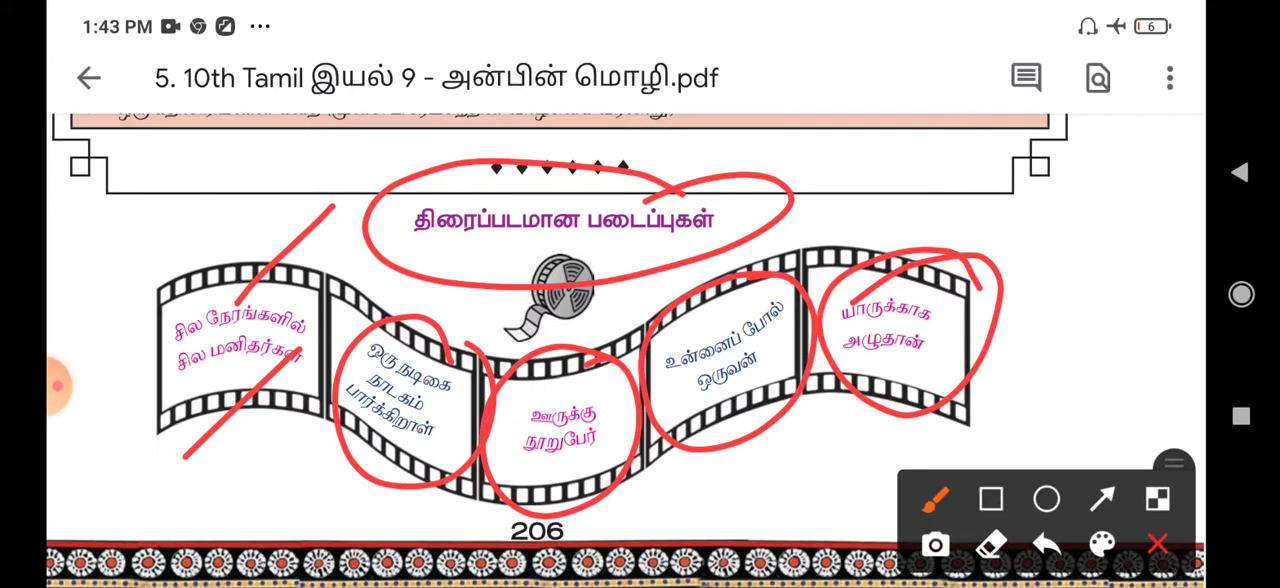 1:43 PM ...
6
5. 10th Tamil இயல் 9 - அன்பின் மொழி.pdf
திரைப்படமான படைப்புகள்
சில நேரங்களில்
சில மனிதர்கள்
ஒரு நடிகை
நாடகம்
பார்க்கிறாள்
ஊருக்கு
நூறுபேர்
உன்னைப் போல்
ஒருவன்
யாருக்காக
அழுதான்
206